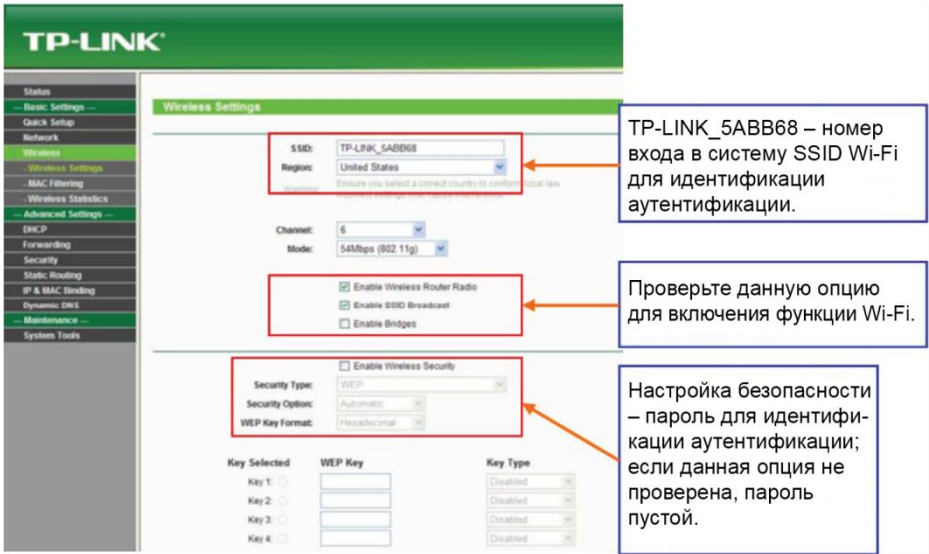 TP-LINK®
Status
--- Basic Settings ---
Quick Setup
Network
Wireless
- Wireless Settings
- MAC Filtering
- Wireless Statistics
--- Advanced Settings ---
DHCP
Forwarding
Security
Static Routing
IP & MAC Binding
Dynamic DNS
--- Maintenance ---
System Tools
Wireless Settings
SSID: TP-LINK_5ABB68
Region: United States
Warning: Ensure you select a correct country to conform local law.
Channel: 6
Mode: 54Mbps (802.11g)
Enable Wireless Router Radio
Enable SSID Broadcast
Enable Bridges
Enable Wireless Security
Security Type: WEP
Security Option: Automatic
WEP Key Format: Hexadecimal
Key Selected WEP Key Key Type
Key 1: Disabled
Key 2: Disabled
Key 3: Disabled
Key 4: Disabled
TP-LINK_5ABB68 – номер
входа в систему SSID Wi-Fi
для идентификации
аутентификации.
Проверьте данную опцию
для включения функции Wi-Fi.
Настройка безопасности
– пароль для идентифи-
кации аутентификации;
если данная опция не
проверена, пароль
пустой.